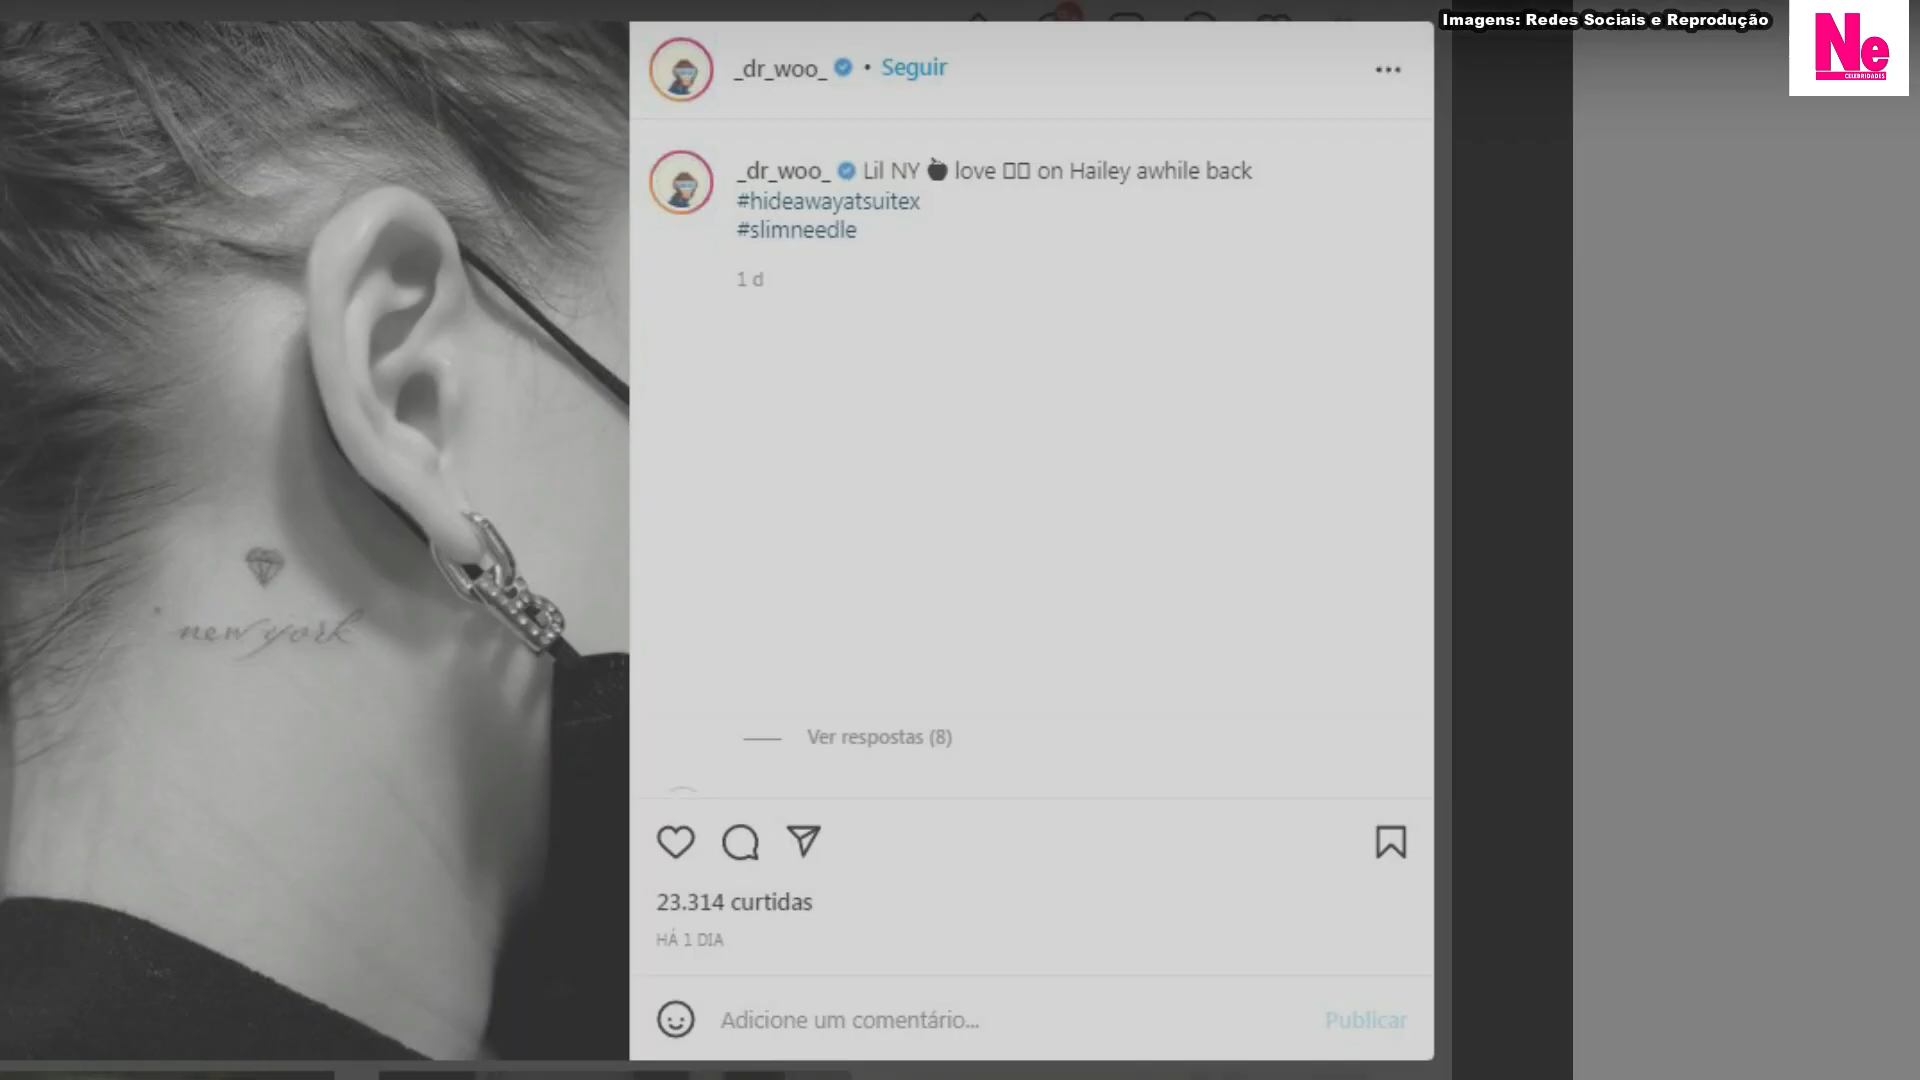 Imagens: Redes Sociais e Reprodução
Ne
CELEBRIDADES
_dr_woo_ • Seguir
_dr_woo_ Lil NY love on Hailey awhile back
#hideawayatsuitex
#slimneedle
1 d
new york
Ver respostas (8)
23.314 curtidas
HÁ 1 DIA
Adicione um comentário...
Publicar